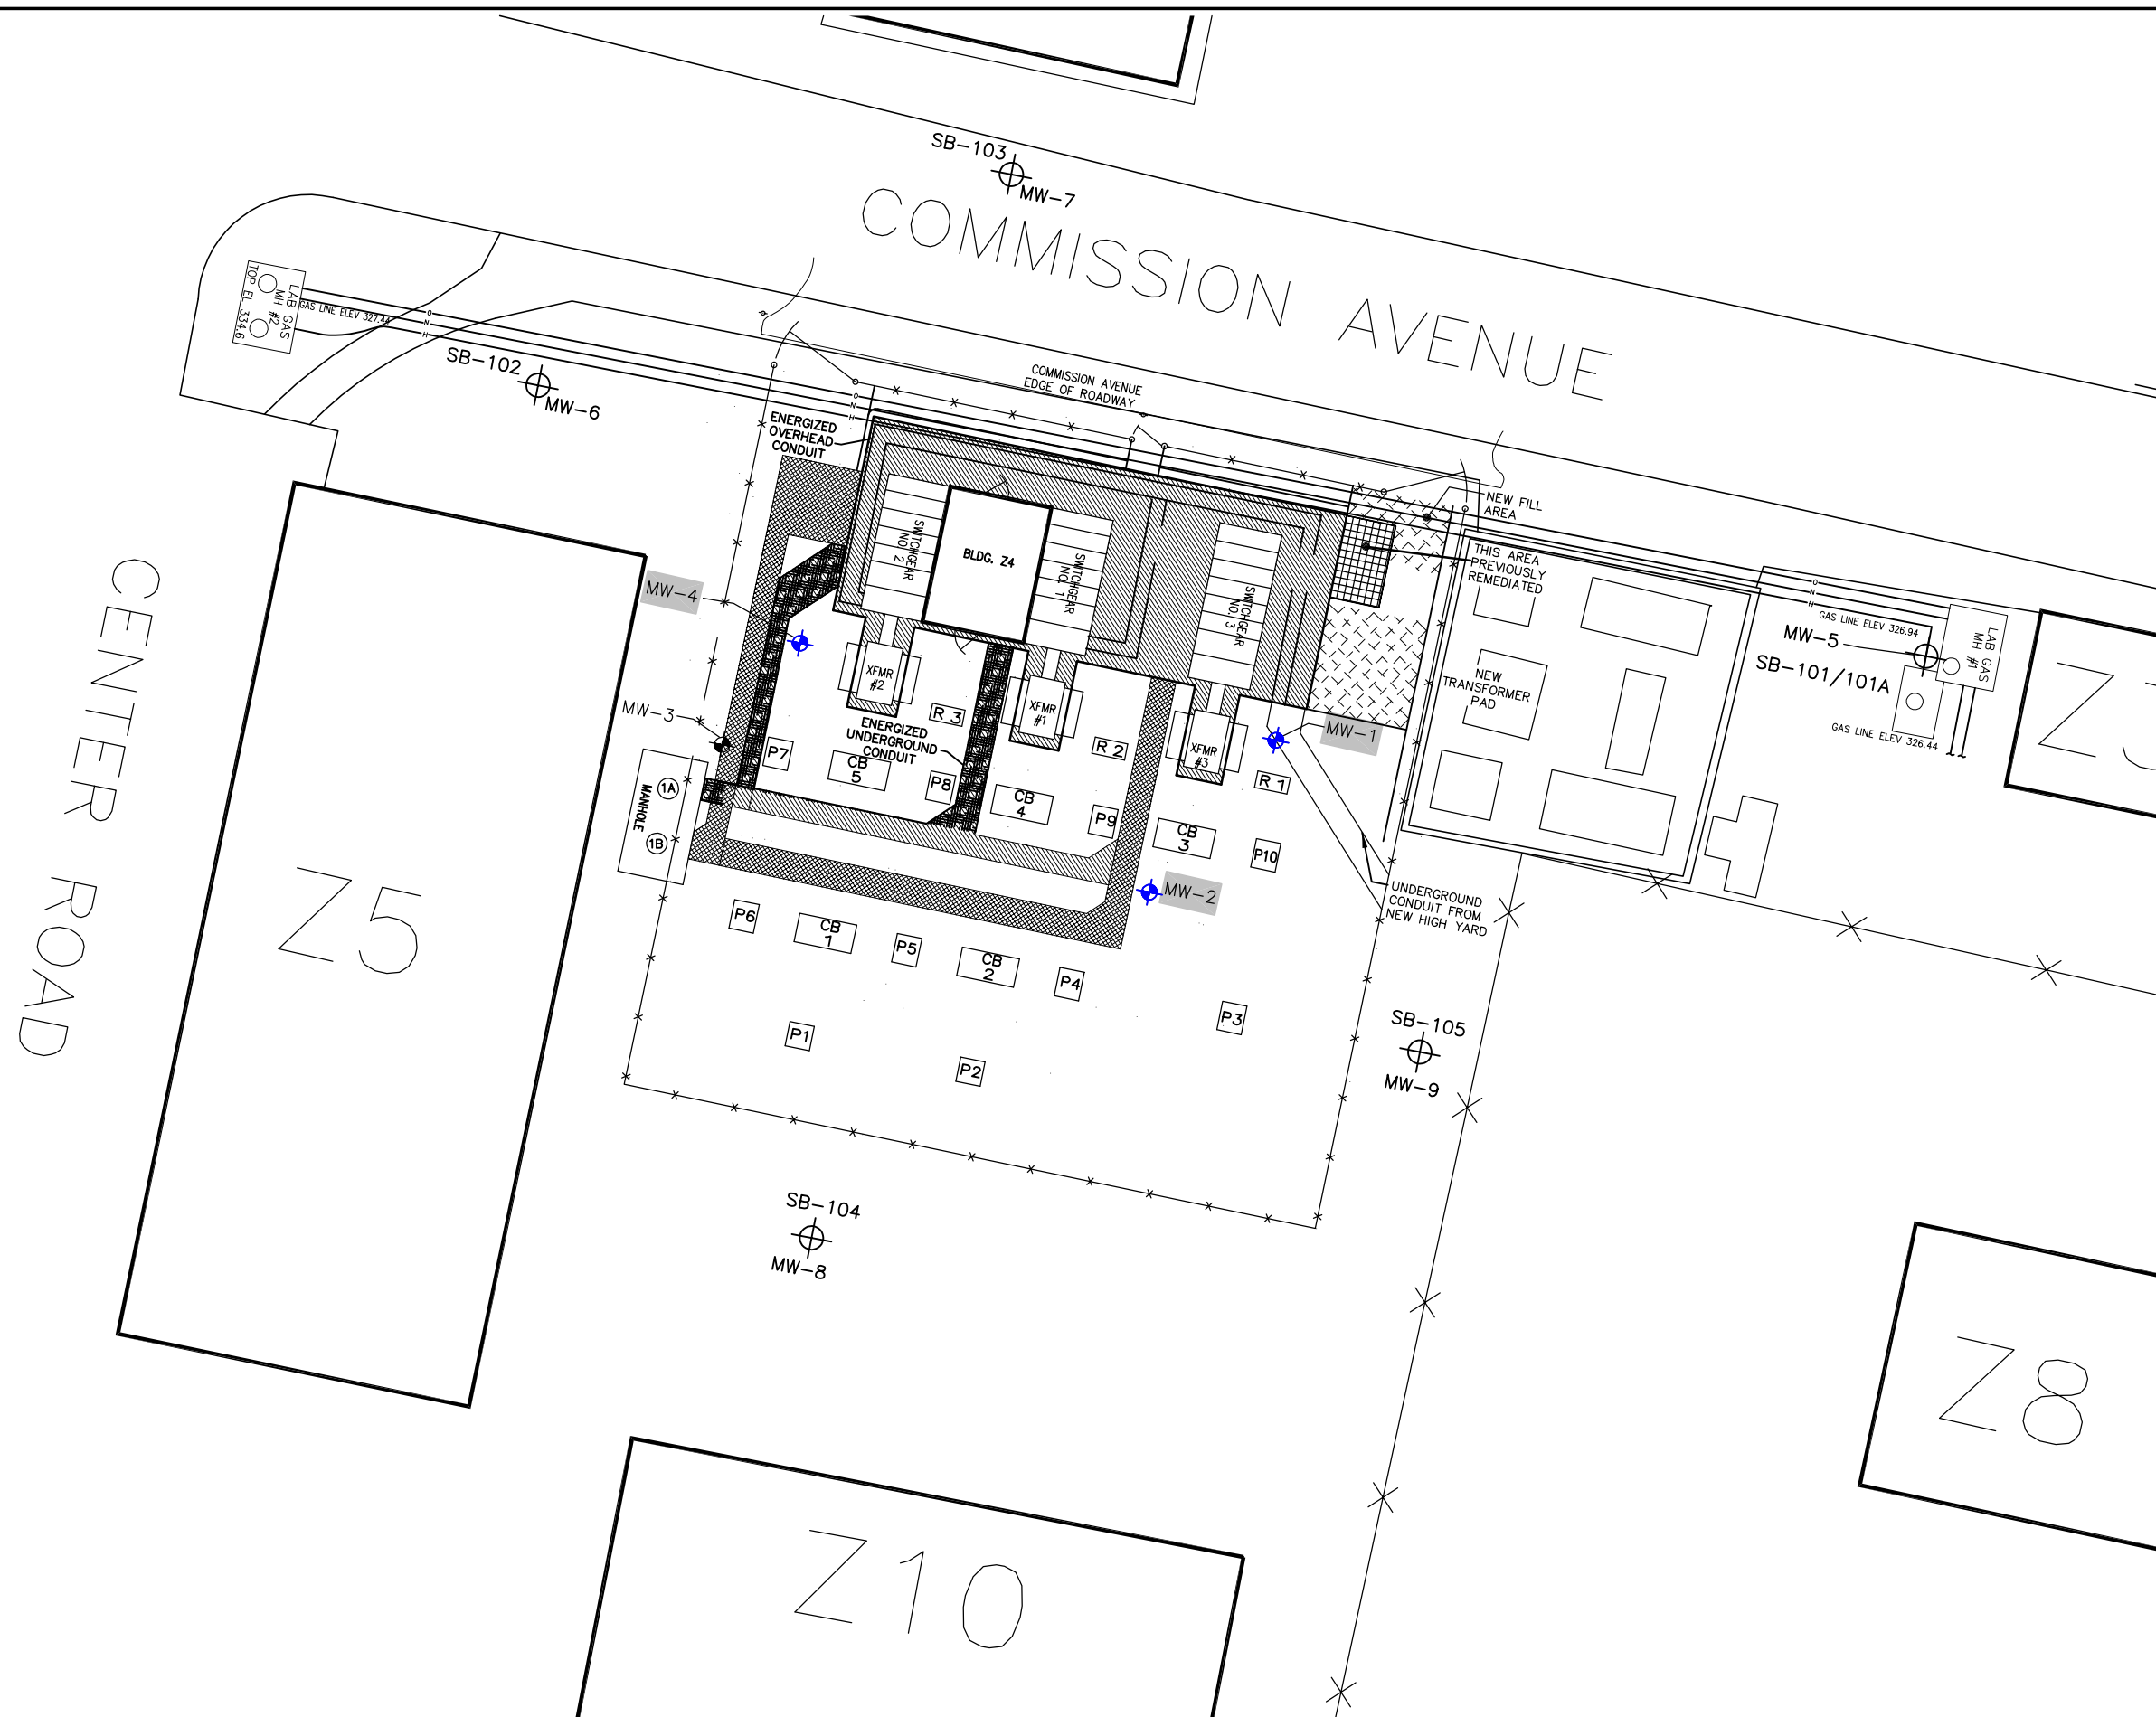 SB-103
MW-7
COMMISSION AVENUE
LAB GAS
MH #2
TOP EL 334.6
GAS LINE ELEV 327.44
O
N
H
SB-102
MW-6
COMMISSION AVENUE
EDGE OF ROADWAY
O
N
H
ENERGIZED
OVERHEAD
CONDUIT
NEW FILL
AREA
THIS AREA
PREVIOUSLY
REMEDIATED
SWITCHGEAR
NO. 2
BLDG. Z4
SWITCHGEAR
NO. 1
SWITCHGEAR
NO. 3
O
N
H
GAS LINE ELEV 326.94
MW-5
SB-101/101A
LAB GAS
MH #1
GAS LINE ELEV 326.44
Z5
MW-4
MW-3
XFMR
#2
XFMR
#1
XFMR
#3
NEW
TRANSFORMER
PAD
MW-1
R 3
R 2
R 1
ENERGIZED
UNDERGROUND
CONDUIT
P7
CB
5
P8
CB
4
P9
CB
3
P10
MANHOLE
1A
1B
MW-2
UNDERGROUND
CONDUIT FROM
NEW HIGH YARD
CENTER ROAD
Z5
P6
CB
1
P5
CB
2
P4
P3
P1
P2
SB-105
MW-9
SB-104
MW-8
Z8
Z10